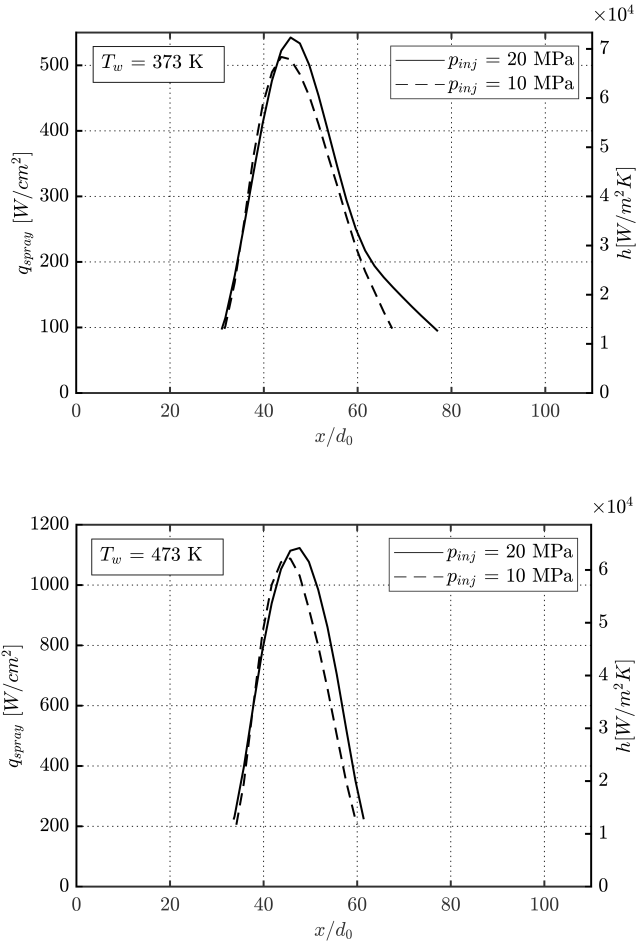 ×10⁴
T_w = 373 K
p_inj = 20 MPa
p_inj = 10 MPa
500
400
300
200
100
0
q_spray [W/cm²]
7
6
5
4
3
2
1
0
h[W/m²K]
0 20 40 60 80 100
x/d₀
×10⁴
T_w = 473 K
p_inj = 20 MPa
p_inj = 10 MPa
1200
1000
800
600
400
200
0
q_spray [W/cm²]
6
5
4
3
2
1
0
h[W/m²K]
0 20 40 60 80 100
x/d₀